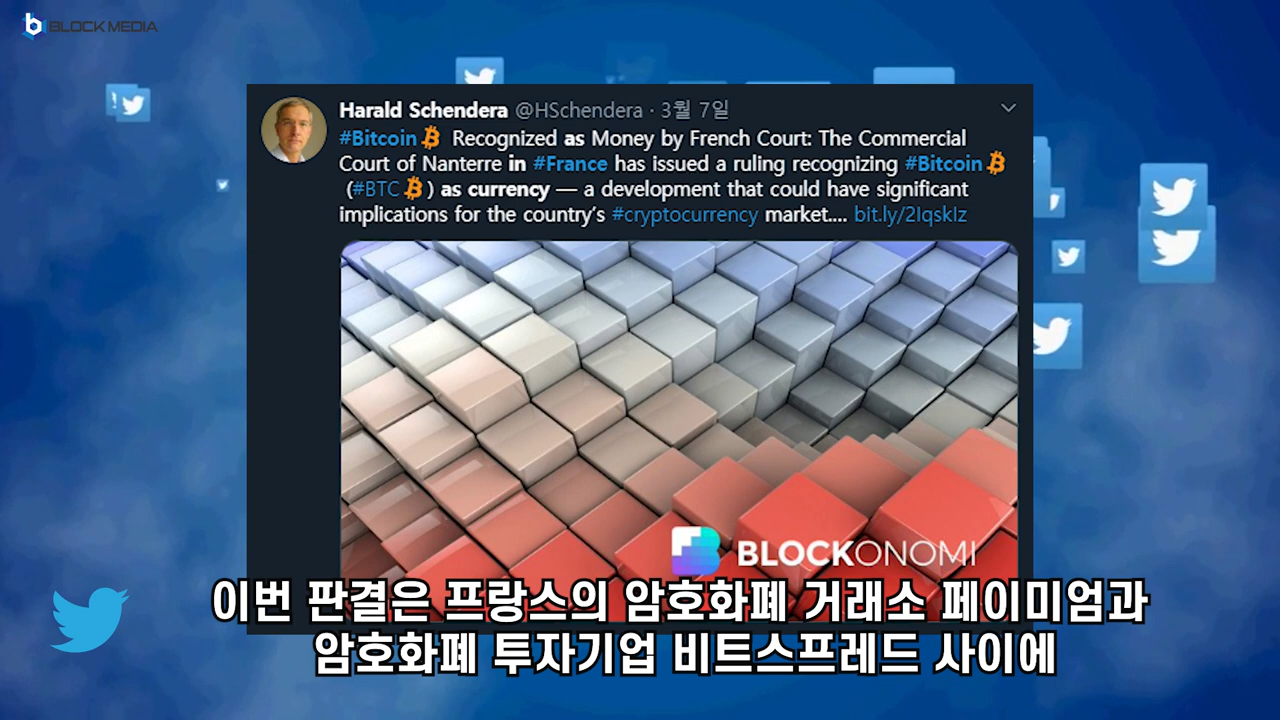 BLOCK MEDIA
Harald Schendera @HSchendera · 3월 7일
#Bitcoin Recognized as Money by French Court: The Commercial
Court of Nanterre in #France has issued a ruling recognizing #Bitcoin
(#BTC ) as currency — a development that could have significant
implications for the country's #cryptocurrency market.... bit.ly/2IqskIz
BLOCKONOMI
이번 판결은 프랑스의 암호화폐 거래소 페이미엄과
암호화폐 투자기업 비트스프레드 사이에